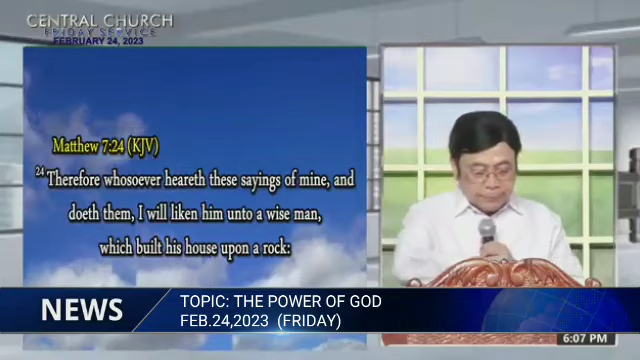 CENTRAL CHURCH
FRIDAY SERVICE
FEBRUARY 24, 2023
Matthew 7:24 (KJV)
24 Therefore whosoever heareth these sayings of mine, and
doeth them, I will liken him unto a wise man,
which built his house upon a rock:
NEWS
TOPIC: THE POWER OF GOD
FEB.24,2023 (FRIDAY)
6:07 PM